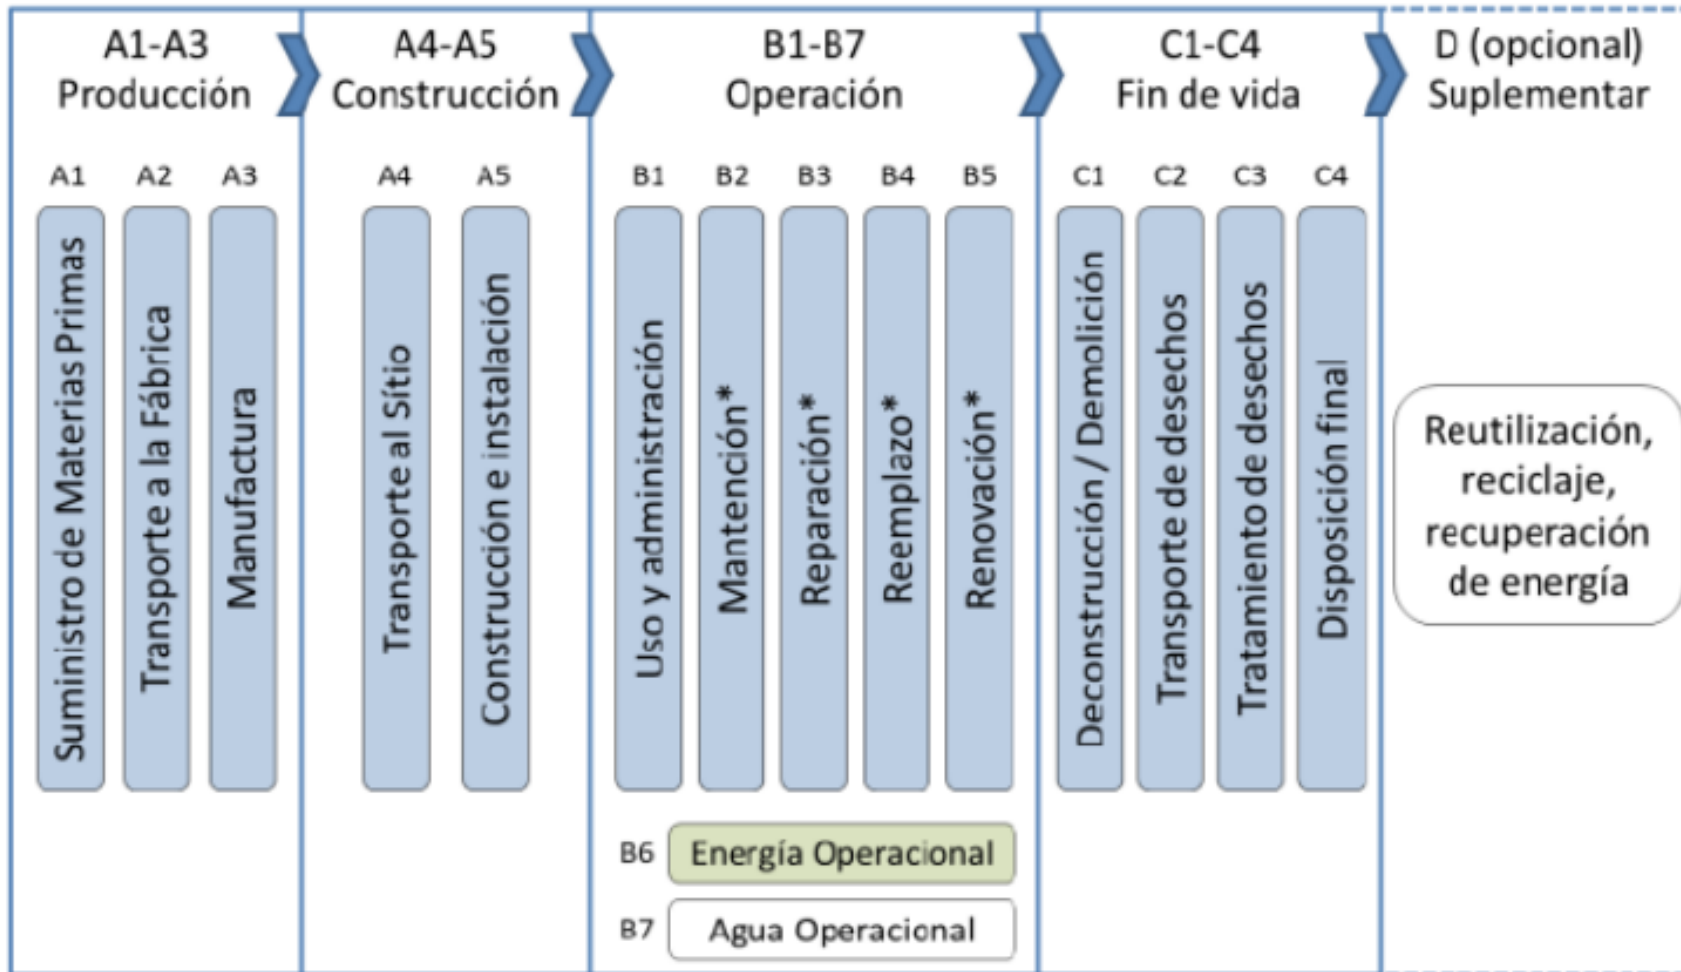 A1-A3
Producción
A4-A5
Construcción
B1-B7
Operación
C1-C4
Fin de vida
D (opcional)
Suplementar
A1
A2
A3
A4
A5
B1
B2
B3
B4
B5
C1
C2
C3
C4
Suministro de Materias Primas
Transporte a la Fábrica
Manufactura
Transporte al Sítio
Construcción e instalación
Uso y administración
Mantención*
Reparación*
Reemplazo*
Renovación*
Deconstrucción / Demolición
Transporte de desechos
Tratamiento de desechos
Disposición final
Reutilización,
reciclaje,
recuperación
de energía
B6
Energía Operacional
B7
Agua Operacional